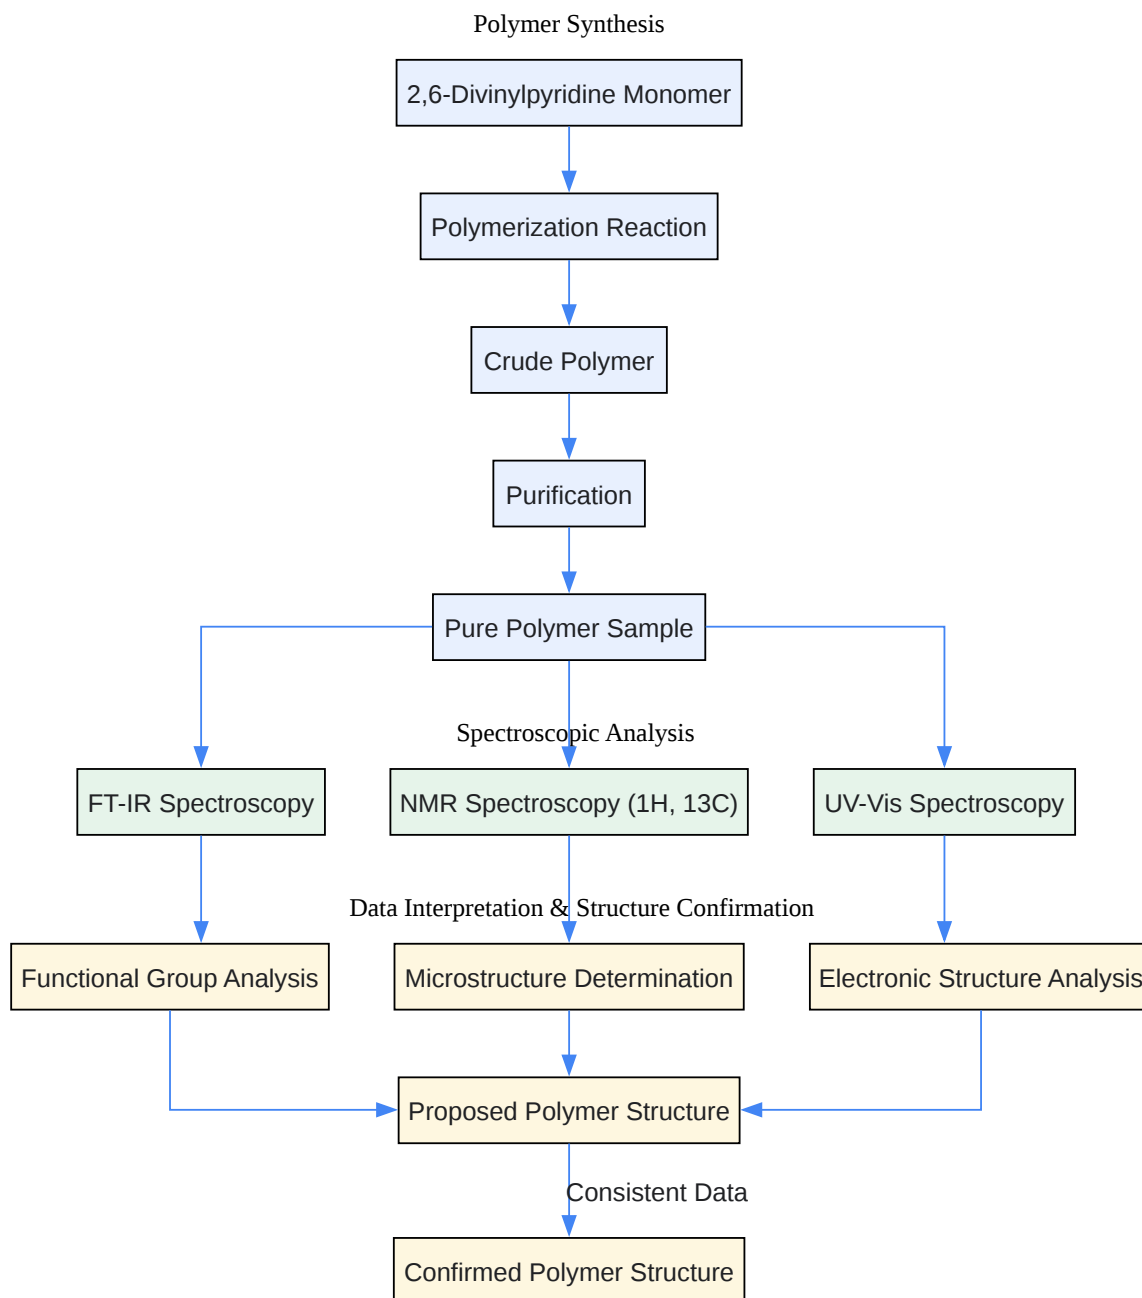 Polymer Synthesis
2,6-Divinylpyridine Monomer
Polymerization Reaction
Crude Polymer
Purification
Pure Polymer Sample
Spectroscopic Analysis
FT-IR Spectroscopy
NMR Spectroscopy (1H, 13C)
UV-Vis Spectroscopy
Data Interpretation & Structure Confirmation
Functional Group Analysis
Microstructure Determination
Electronic Structure Analysis
Proposed Polymer Structure
Consistent Data
Confirmed Polymer Structure